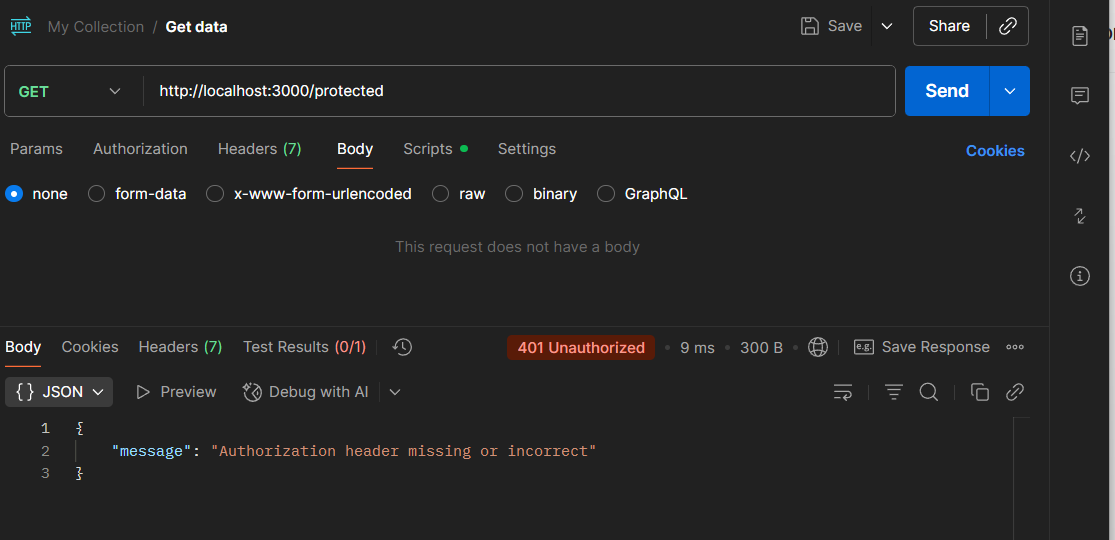 HTTP My Collection / Get data Save Share
GET http://localhost:3000/protected Send
Params Authorization Headers (7) Body Scripts Settings Cookies
none form-data x-www-form-urlencoded raw binary GraphQL
This request does not have a body
Body Cookies Headers (7) Test Results (0/1) 401 Unauthorized 9 ms 300 B e.g. Save Response
{} JSON Preview Debug with AI
1 {
2 "message": "Authorization header missing or incorrect"
3 }